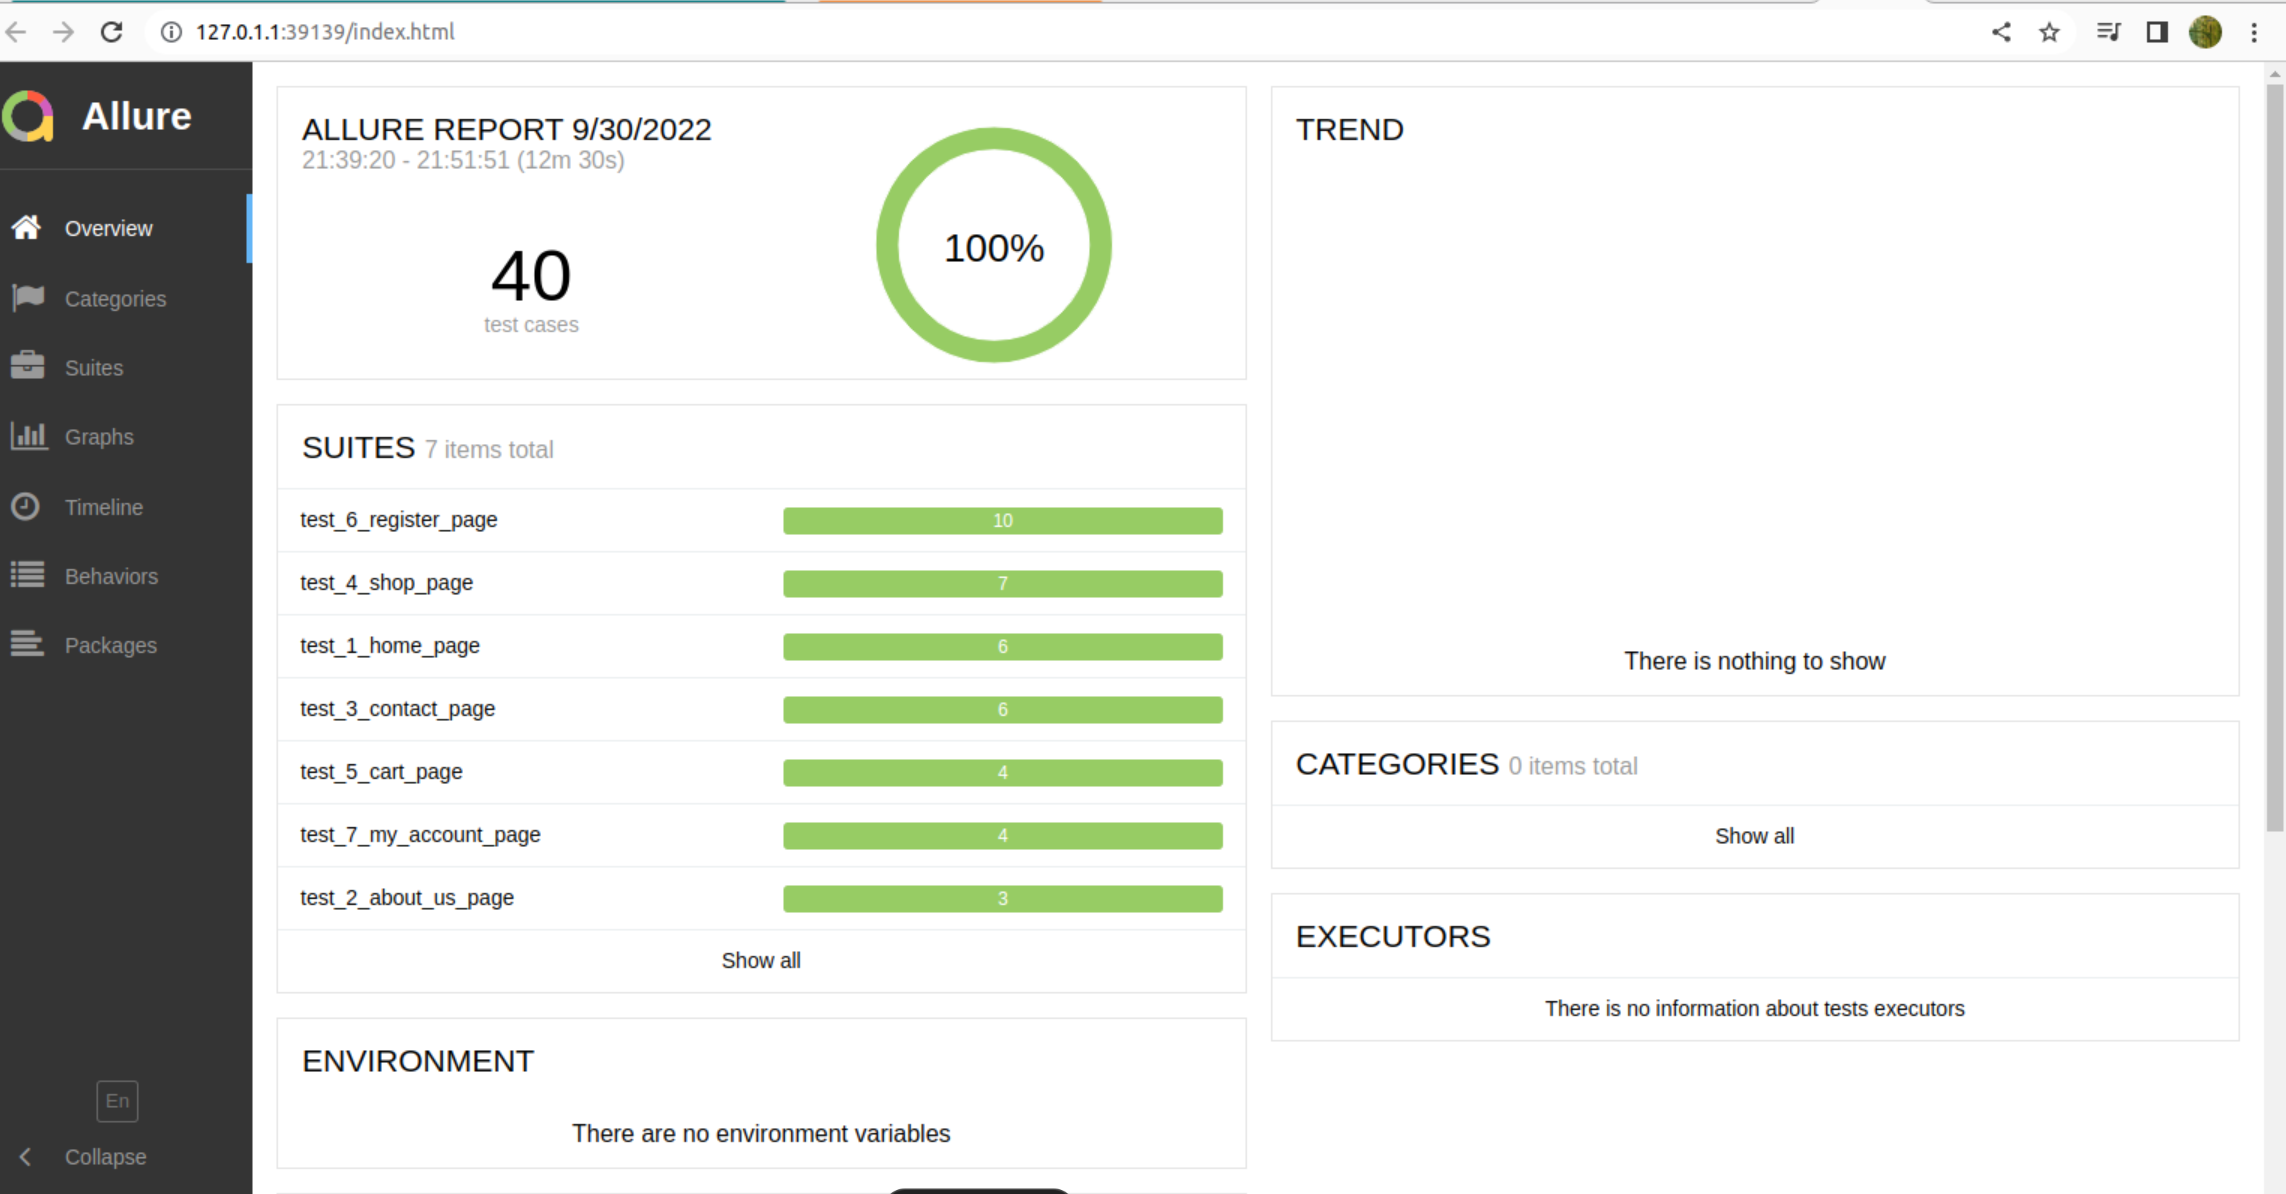 127.0.1.1:39139/index.html
Allure
Overview
Categories
Suites
Graphs
Timeline
Behaviors
Packages
En
Collapse
ALLURE REPORT 9/30/2022
21:39:20 - 21:51:51 (12m 30s)
40
test cases
100%
SUITES 7 items total
test_6_register_page 10
test_4_shop_page 7
test_1_home_page 6
test_3_contact_page 6
test_5_cart_page 4
test_7_my_account_page 4
test_2_about_us_page 3
Show all
ENVIRONMENT
There are no environment variables
TREND
There is nothing to show
CATEGORIES 0 items total
Show all
EXECUTORS
There is no information about tests executors